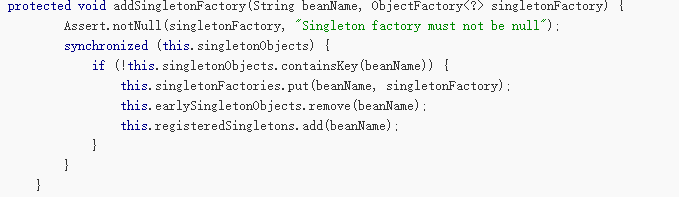 protected void addSingletonFactory(String beanName, ObjectFactory<?> singletonFactory) {
        Assert.notNull(singletonFactory, "Singleton factory must not be null");
        synchronized (this.singletonObjects) {
            if (!this.singletonObjects.containsKey(beanName)) {
                this.singletonFactories.put(beanName, singletonFactory);
                this.earlySingletonObjects.remove(beanName);
                this.registeredSingletons.add(beanName);
            }
        }
    }